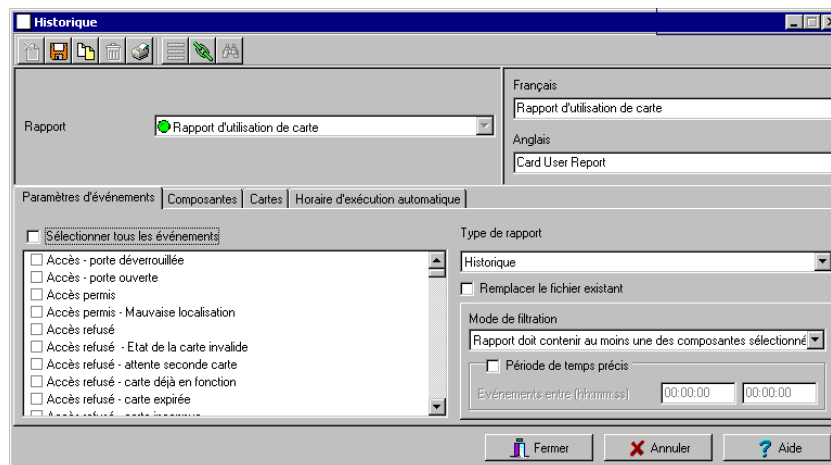 Historique
Rapport
Rapport d'utilisation de carte
Français
Rapport d'utilisation de carte
Anglais
Card User Report
Paramètres d'événements
Composantes
Cartes
Horaire d'exécution automatique
Sélectionner tous les événements
Accès - porte déverrouillée
Accès - porte ouverte
Accès permis
Accès permis - Mauvaise localisation
Accès refusé
Accès refusé - Etat de la carte invalide
Accès refusé - attente seconde carte
Accès refusé - carte déjà en fonction
Accès refusé - carte expirée
Type de rapport
Historique
Remplacer le fichier existant
Mode de filtration
Rapport doit contenir au moins une des composantes sélectionné
Période de temps précis
Evénements entre (hh:mm:ss)
00:00:00
00:00:00
Fermer
Annuler
Aide